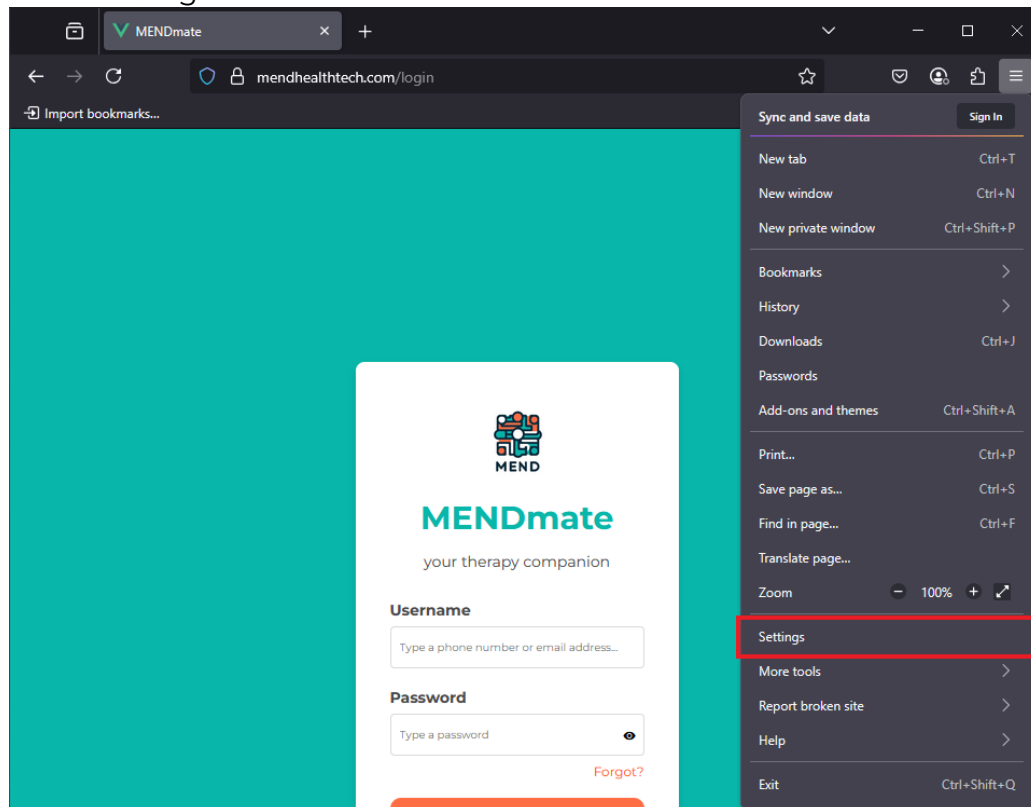 MENDmate
mendhealthtech.com/login
Import bookmarks...
Sync and save data Sign In
New tab Ctrl+T
New window Ctrl+N
New private window Ctrl+Shift+P
Bookmarks
History
Downloads Ctrl+J
Passwords
Add-ons and themes Ctrl+Shift+A
Print... Ctrl+P
Save page as... Ctrl+S
Find in page... Ctrl+F
Translate page...
Zoom 100%
Settings
More tools
Report broken site
Help
Exit Ctrl+Shift+Q
MEND
MENDmate
your therapy companion
Username
Type a phone number or email address...
Password
Type a password
Forgot?